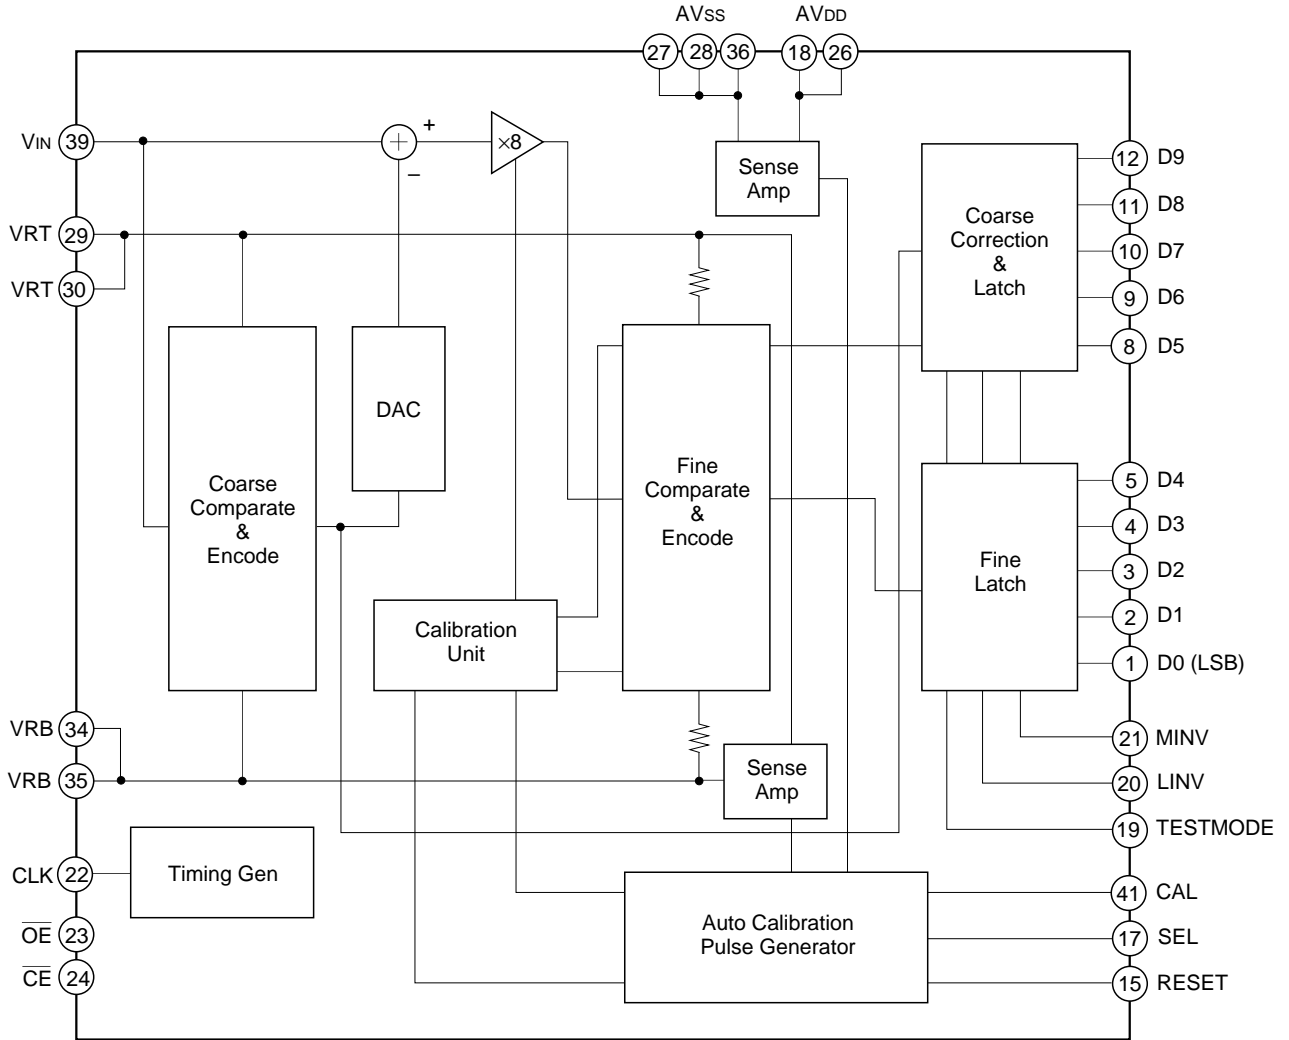 AVSS
AVDD
27 28 36 18 26
VIN 39
+
−
×8
Sense
Amp
VRT 29
VRT 30
Coarse
Correction
&
Latch
12 D9
11 D8
10 D7
9 D6
8 D5
DAC
Coarse
Comparate
&
Encode
Fine
Comparate
&
Encode
Fine
Latch
5 D4
4 D3
3 D2
2 D1
1 D0 (LSB)
Calibration
Unit
VRB 34
VRB 35
Sense
Amp
21 MINV
20 LINV
19 TESTMODE
CLK 22
Timing Gen
OE 23
CE 24
Auto Calibration
Pulse Generator
41 CAL
17 SEL
15 RESET